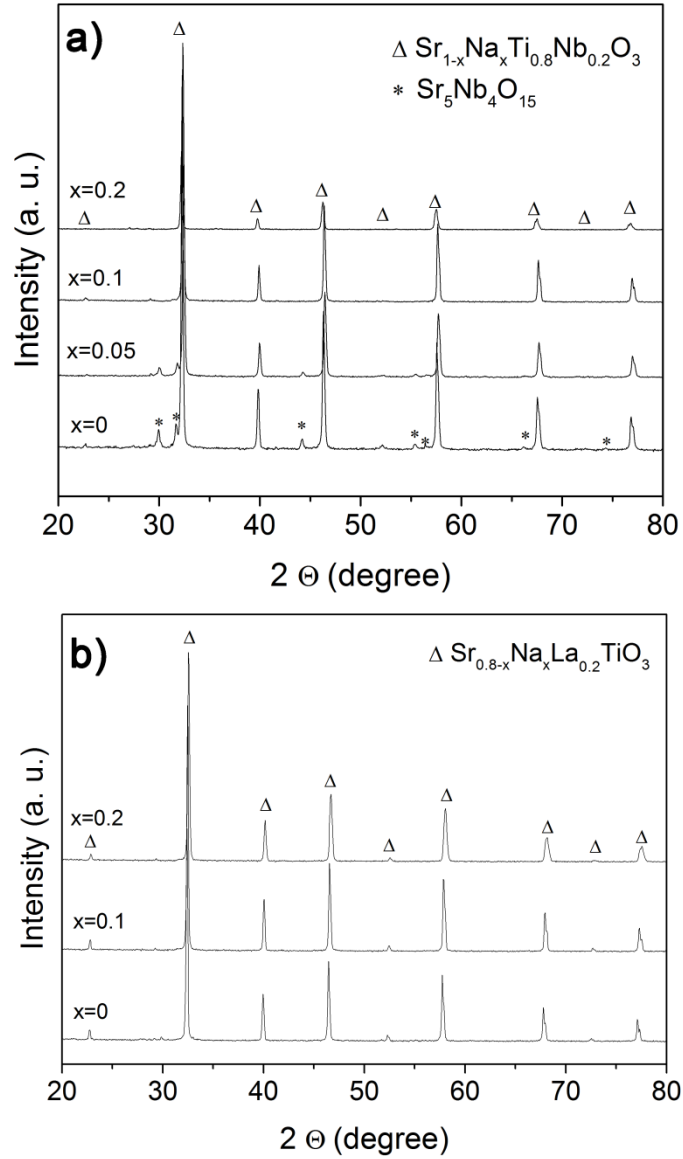 a)
Δ Sr1-xNaxTi0.8Nb0.2O3
* Sr5Nb4O15
Intensity (a. u.)
x=0.2
x=0.1
x=0.05
x=0
20 30 40 50 60 70 80
2 Θ (degree)
b)
Δ Sr0.8-xNaxLa0.2TiO3
Intensity (a. u.)
x=0.2
x=0.1
x=0
20 30 40 50 60 70 80
2 Θ (degree)